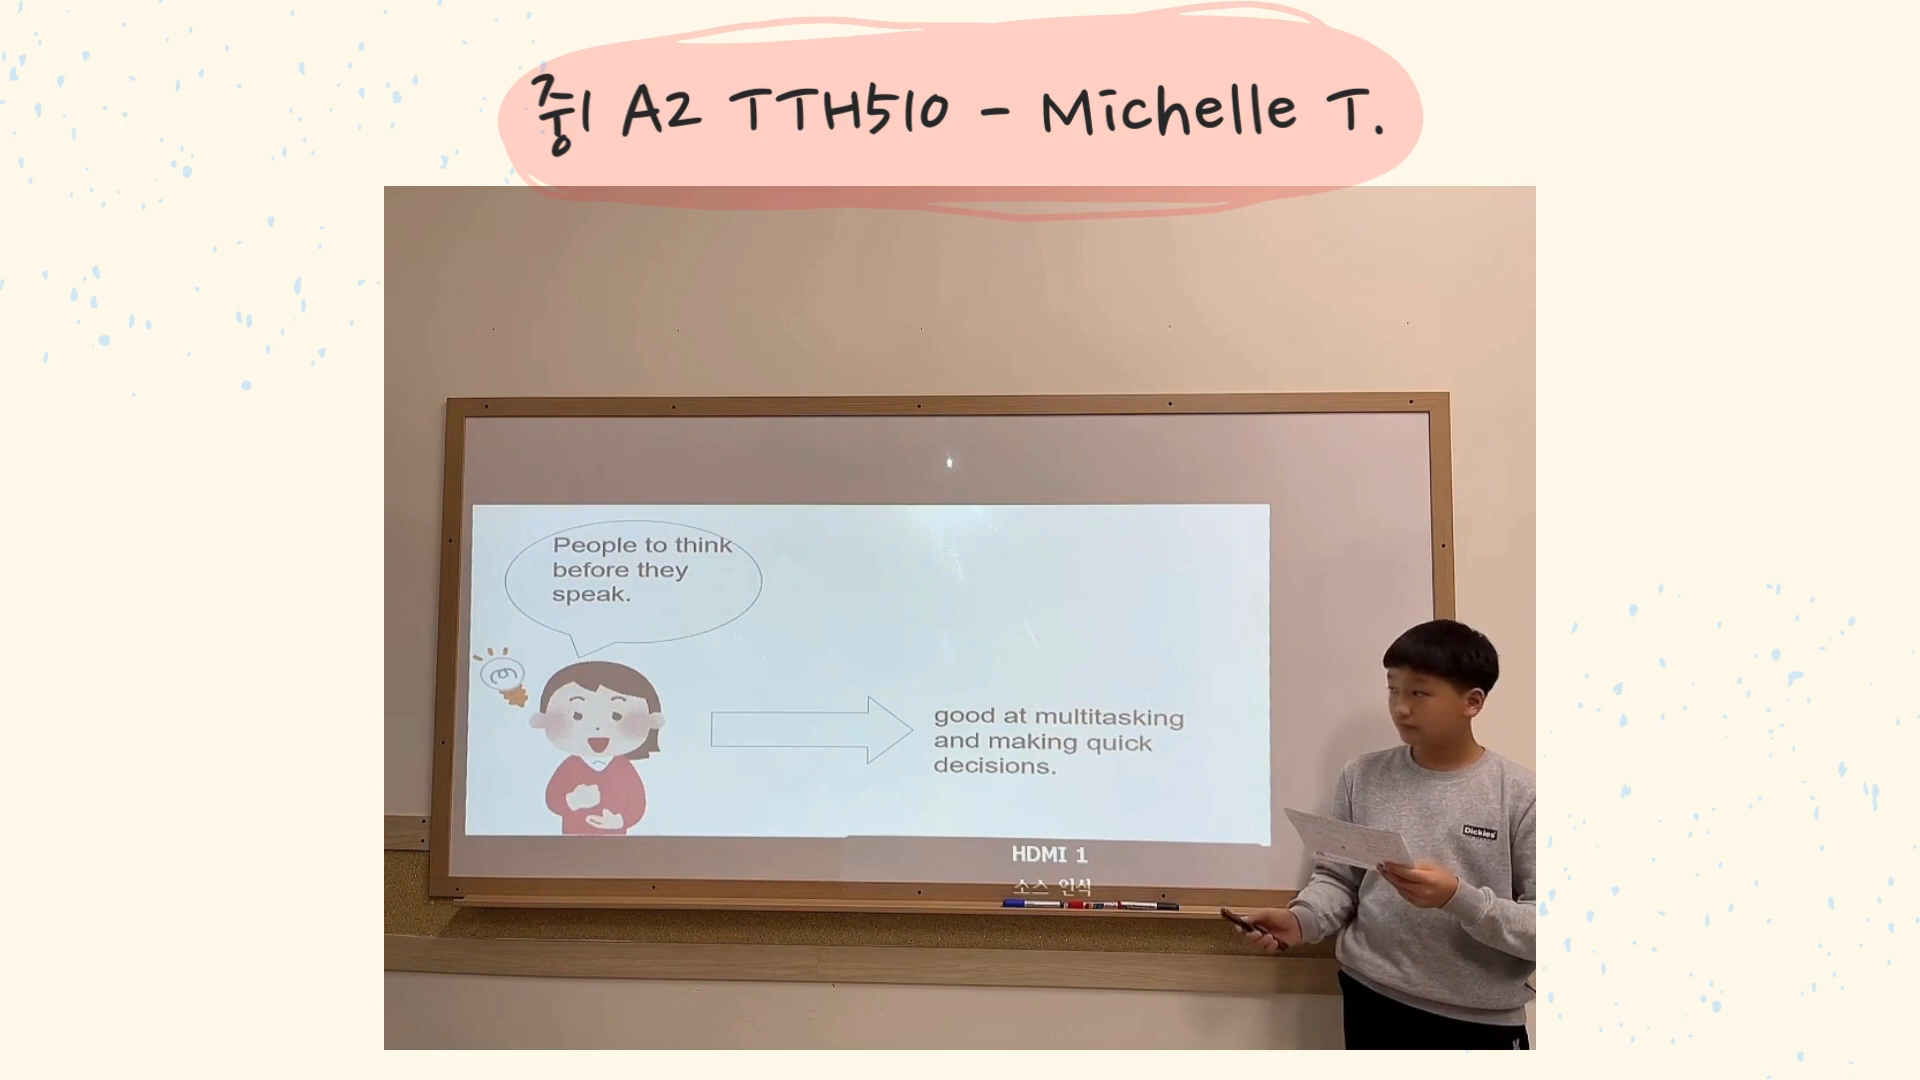 중1 A2 TTH510 - Michelle T.
People to think
before they
speak.
good at multitasking
and making quick
decisions.
HDMI 1
소스 인식
Dickies